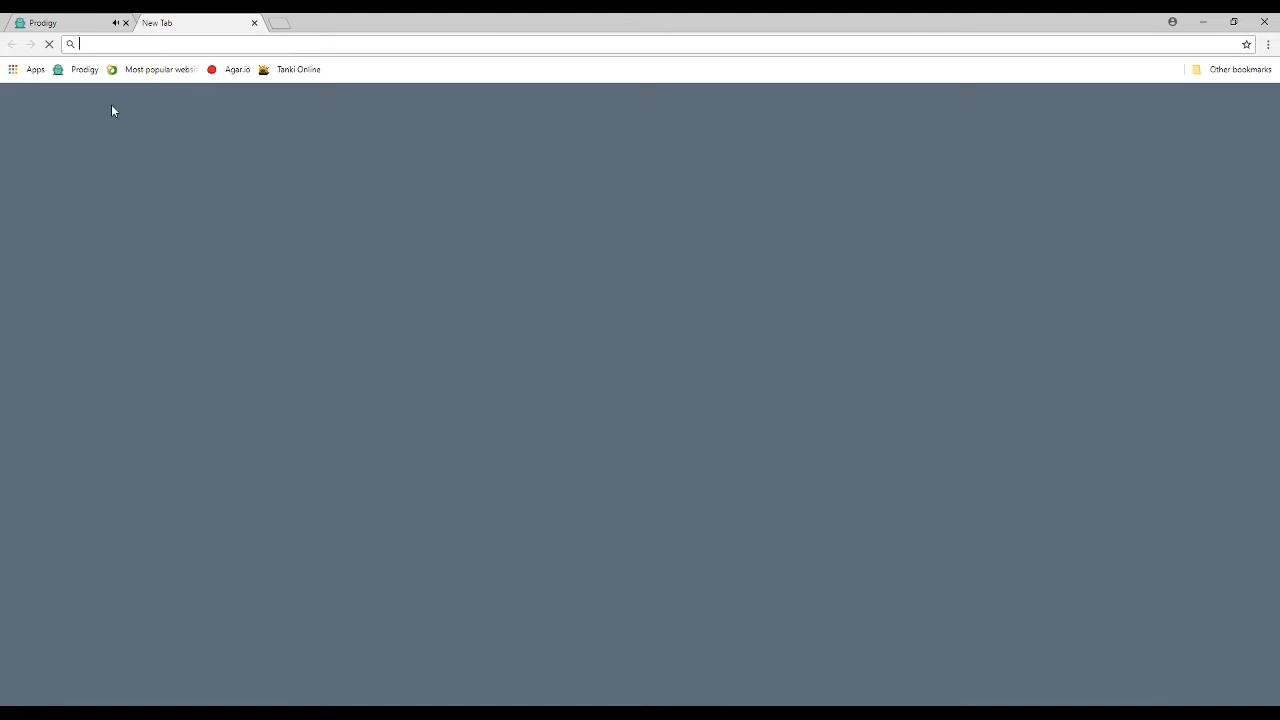 Prodigy
New Tab
Apps Prodigy Most popular websi Agar.io Tanki Online Other bookmarks